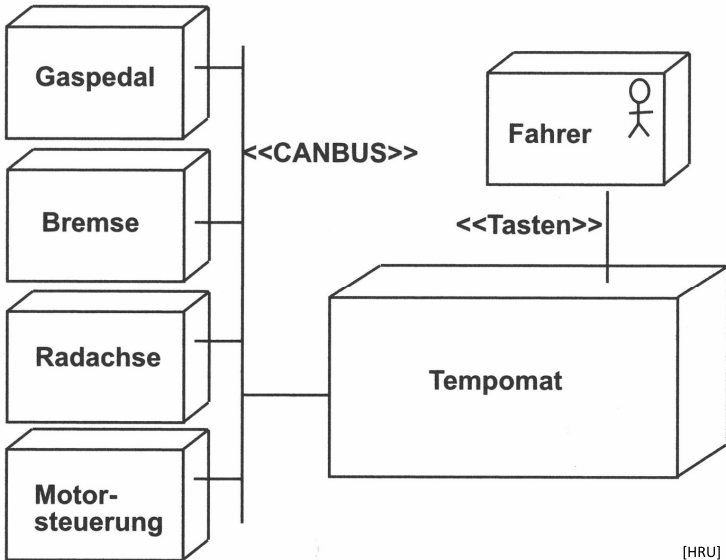 Gaspedal
<<CANBUS>>
Fahrer
Bremse
<<Tasten>>
Radachse
Tempomat
Motor-
steuerung
[HRU]